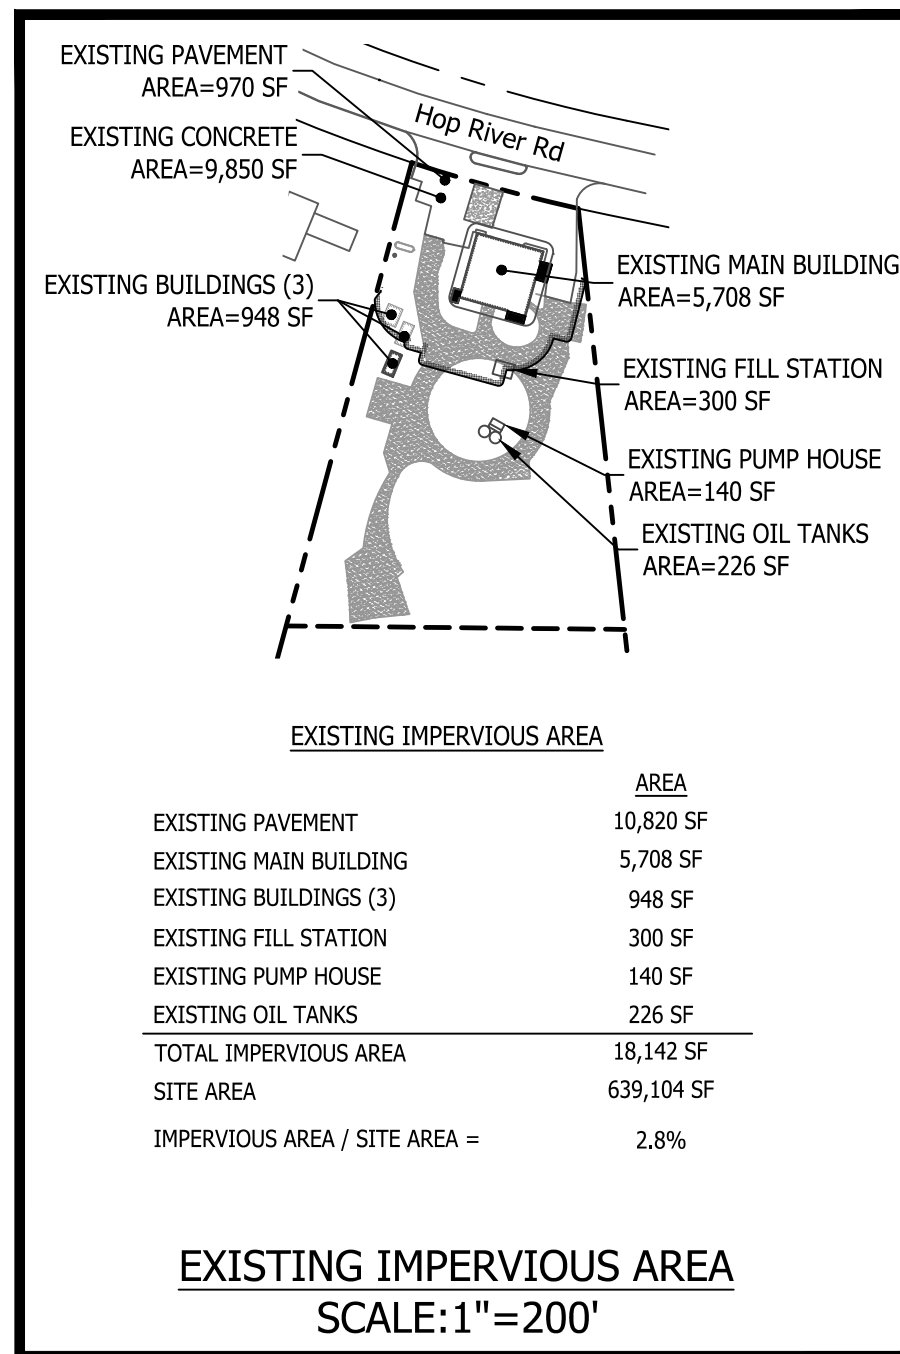 EXISTING PAVEMENT
AREA=970 SF
Hop River Rd
EXISTING CONCRETE
AREA=9,850 SF
EXISTING MAIN BUILDING
AREA=5,708 SF
EXISTING BUILDINGS (3)
AREA=948 SF
EXISTING FILL STATION
AREA=300 SF
EXISTING PUMP HOUSE
AREA=140 SF
EXISTING OIL TANKS
AREA=226 SF
EXISTING IMPERVIOUS AREA
AREA
EXISTING PAVEMENT 10,820 SF
EXISTING MAIN BUILDING 5,708 SF
EXISTING BUILDINGS (3) 948 SF
EXISTING FILL STATION 300 SF
EXISTING PUMP HOUSE 140 SF
EXISTING OIL TANKS 226 SF
TOTAL IMPERVIOUS AREA 18,142 SF
SITE AREA 639,104 SF
IMPERVIOUS AREA / SITE AREA = 2.8%
EXISTING IMPERVIOUS AREA
SCALE:1"=200'